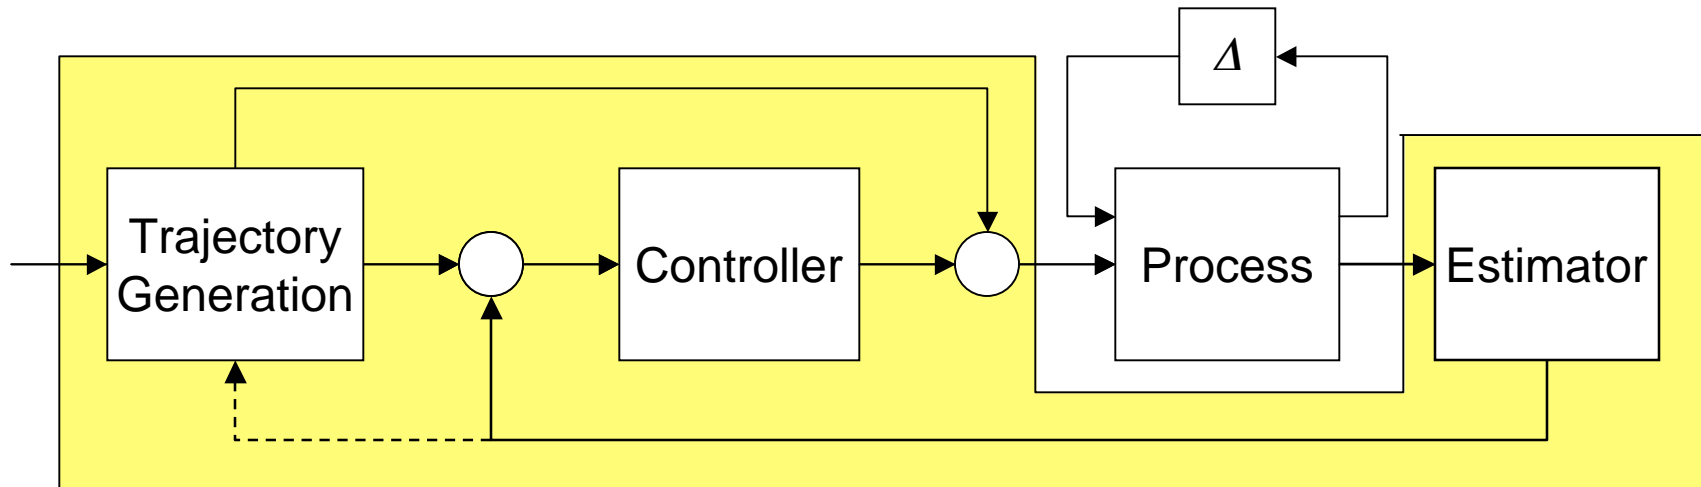 Δ
Trajectory
Generation
Controller
Process
Estimator